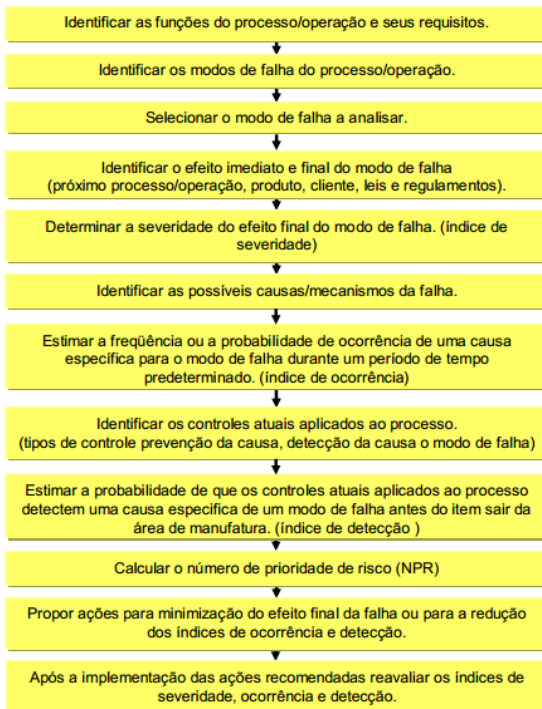 Identificar as funções do processo/operação e seus requisitos.
Identificar os modos de falha do processo/operação.
Selecionar o modo de falha a analisar.
Identificar o efeito imediato e final do modo de falha
(próximo processo/operação, produto, cliente, leis e regulamentos).
Determinar a severidade do efeito final do modo de falha. (índice de
severidade)
Identificar as possíveis causas/mecanismos da falha.
Estimar a freqüência ou a probabilidade de ocorrência de uma causa
específica para o modo de falha durante um período de tempo
predeterminado. (índice de ocorrência)
Identificar os controles atuais aplicados ao processo.
(tipos de controle prevenção da causa, detecção da causa o modo de falha)
Estimar a probabilidade de que os controles atuais aplicados ao processo
detectem uma causa especifica de um modo de falha antes do item sair da
área de manufatura. (índice de detecção )
Calcular o número de prioridade de risco (NPR)
Propor ações para minimização do efeito final da falha ou para a redução
dos índices de ocorrência e detecção.
Após a implementação das ações recomendadas reavaliar os índices de
severidade, ocorrência e detecção.